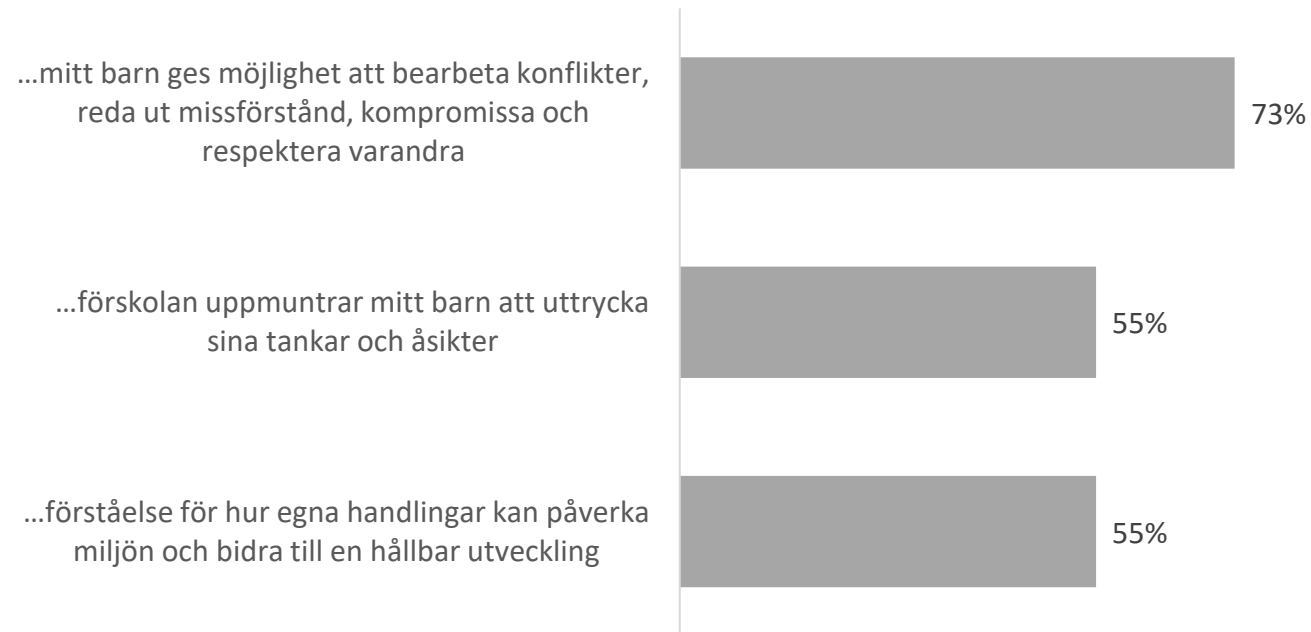 …mitt barn ges möjlighet att bearbeta konflikter,
reda ut missförstånd, kompromissa och
respektera varandra
73%
…förskolan uppmuntrar mitt barn att uttrycka
sina tankar och åsikter
55%
…förståelse för hur egna handlingar kan påverka
miljön och bidra till en hållbar utveckling
55%